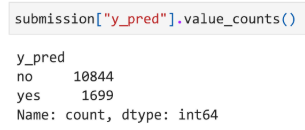 submission["y_pred"].value_counts()
y_pred
no 10844
yes 1699
Name: count, dtype: int64